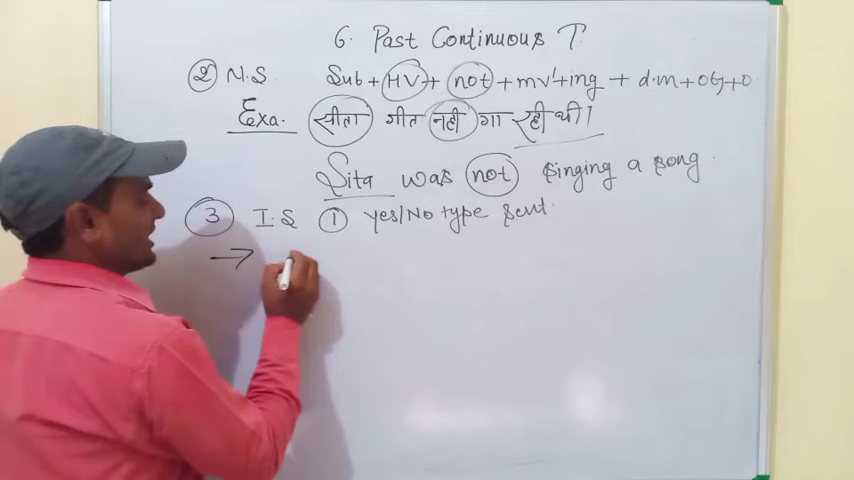 6. Past Continuous T.
② N.S. Sub + HV + not + mv¹ + ing + d.m + obj + O
Exa. सीता गीत नही गा रही थी।
Sita was not singing a song.
③ I.S ① Yes/No type sent.
→